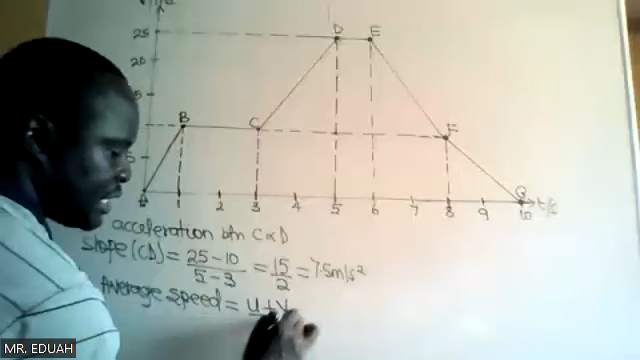 D E
25
20
B C F
5
G
1 2 3 4 5 6 7 8 9 10 t/s
acceleration btn C & D
Slope (CD) = 25-10 / 5-3 = 15/2 = 7.5m/s²
Average speed = u+v
MR. EDUAH